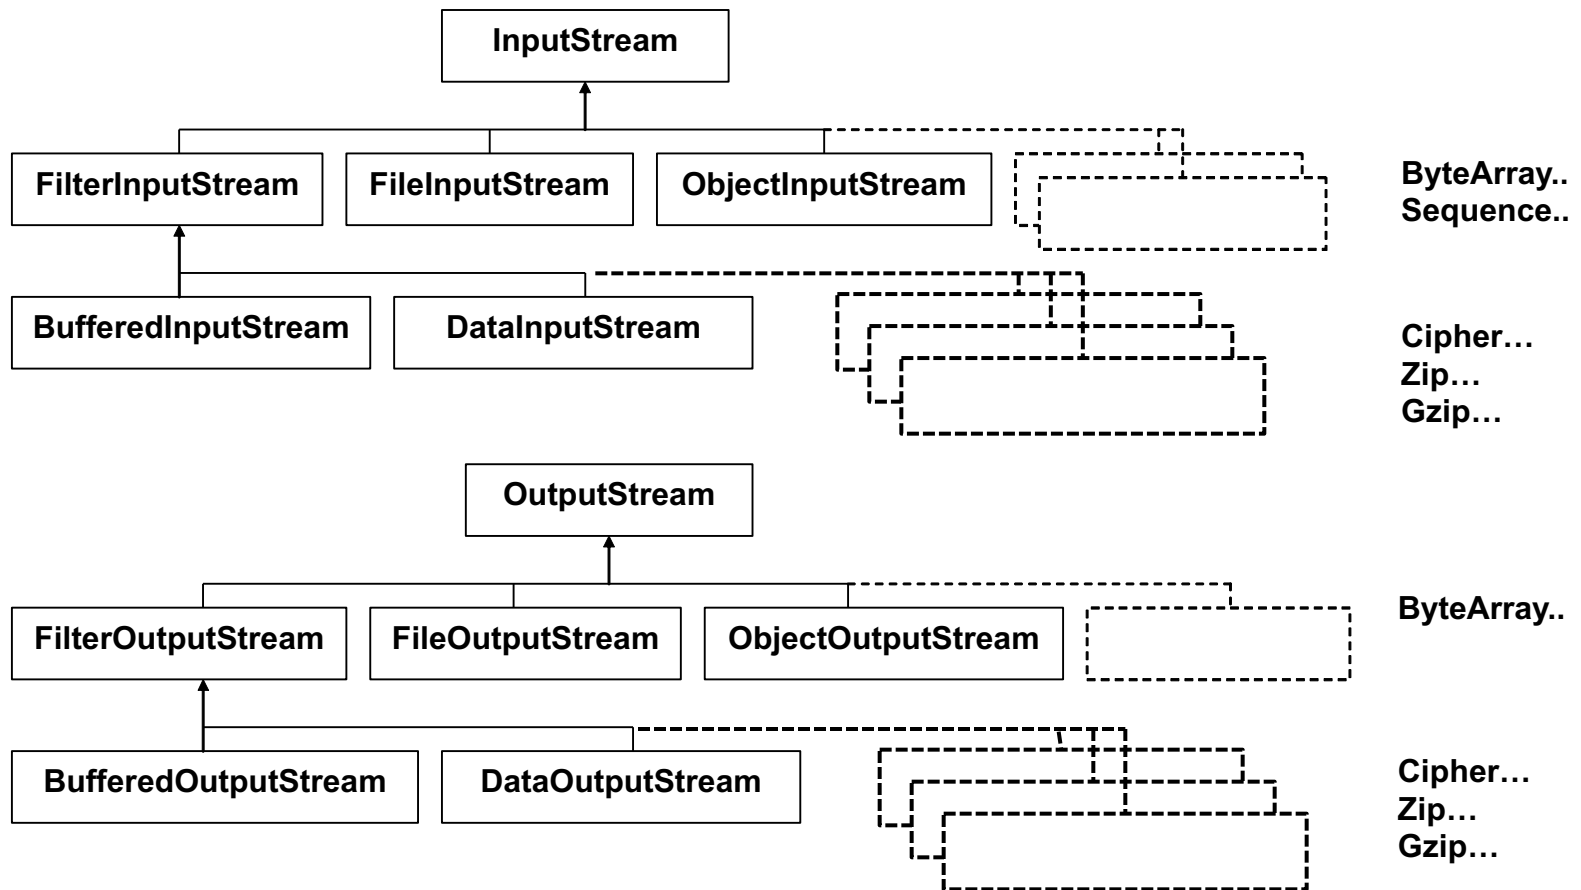 InputStream
FilterInputStream
FileInputStream
ObjectInputStream
ByteArray..
Sequence..
BufferedInputStream
DataInputStream
Cipher…
Zip…
Gzip…
OutputStream
FilterOutputStream
FileOutputStream
ObjectOutputStream
ByteArray..
BufferedOutputStream
DataOutputStream
Cipher…
Zip…
Gzip…